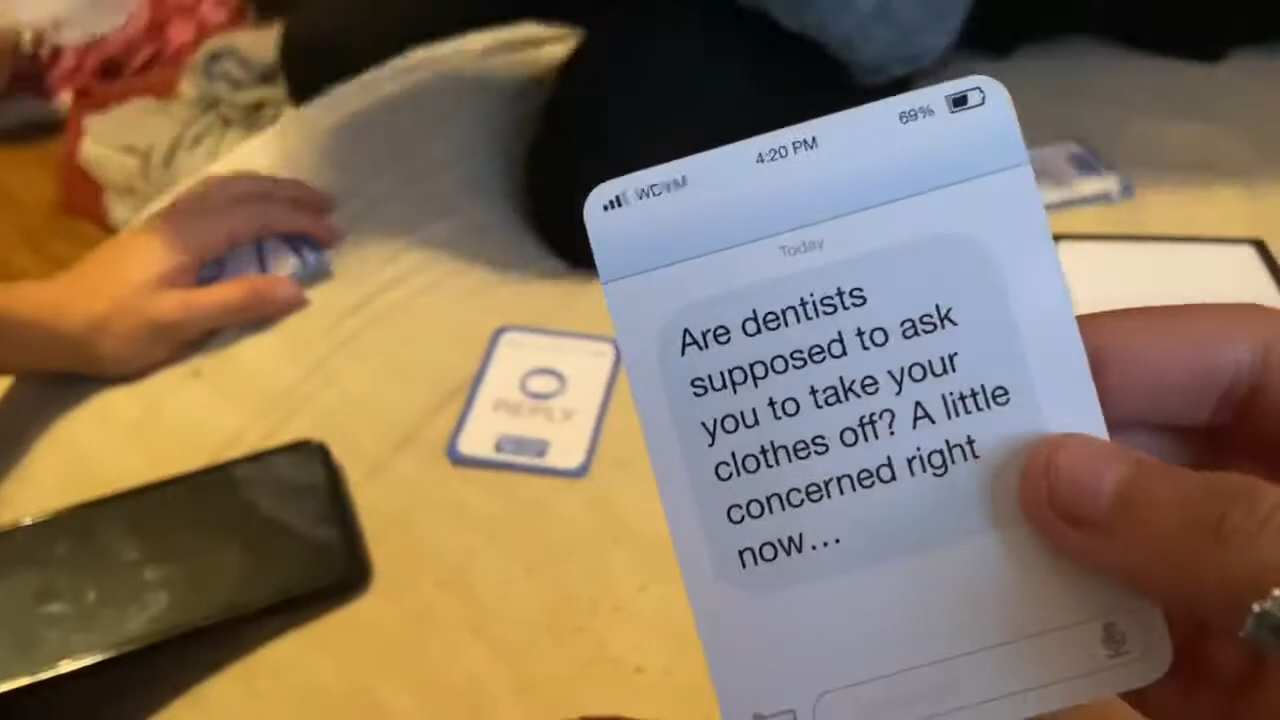 69%
4:20 PM
WDYM
Today
Are dentists
supposed to ask
you to take your
clothes off? A little
concerned right
now...
REPLY